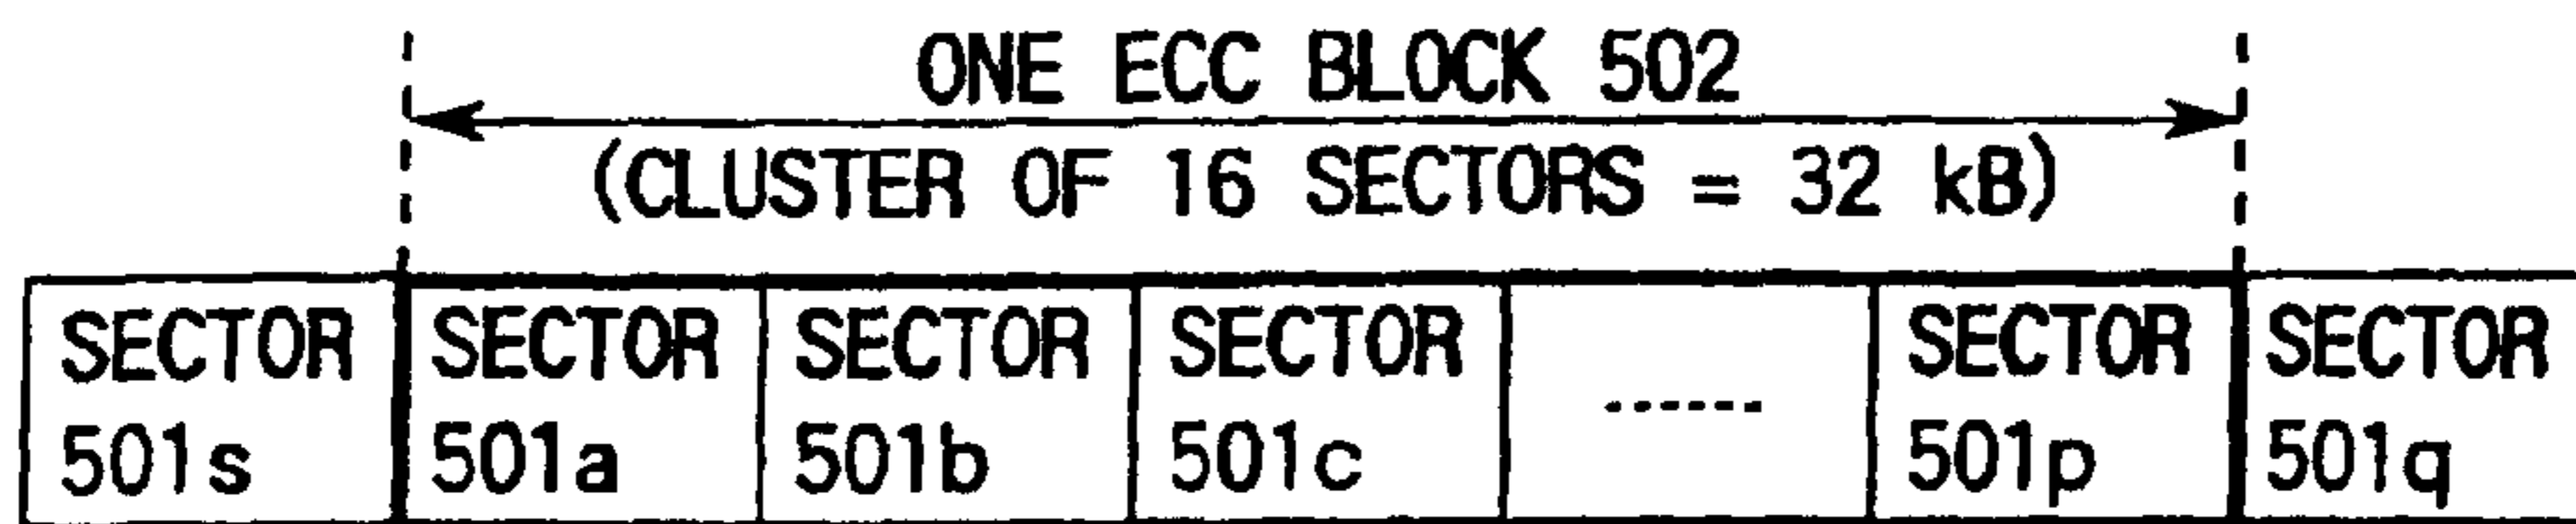 ONE ECC BLOCK 502
(CLUSTER OF 16 SECTORS = 32 kB)
SECTOR SECTOR SECTOR SECTOR SECTOR SECTOR
501s 501a 501b 501c ------ 501p 501q